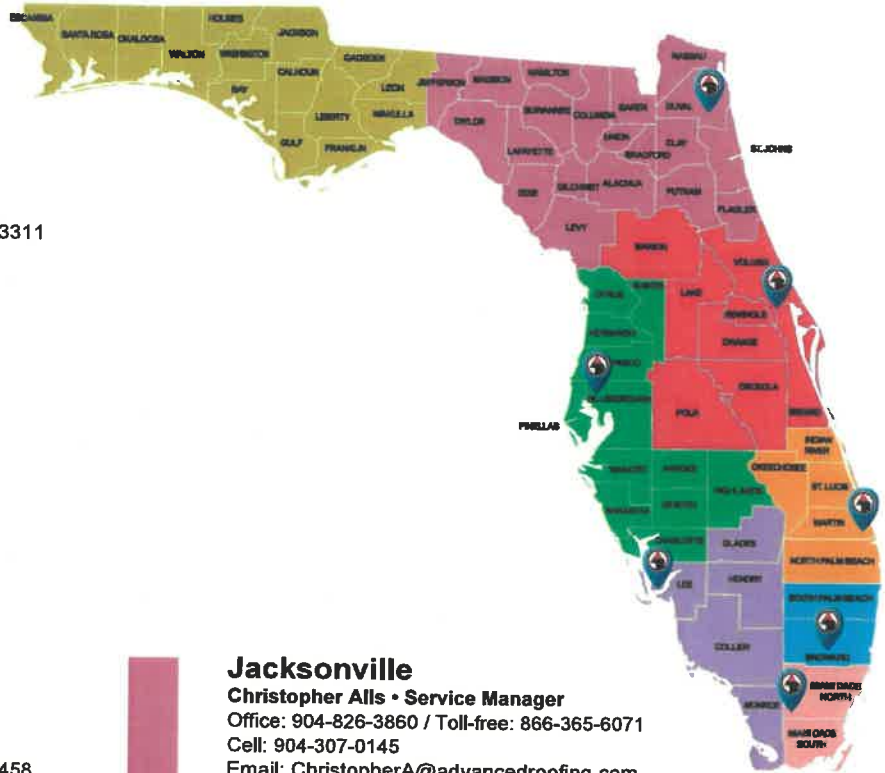 ESCAMBIA
SANTA ROSA
OKALOOSA
WALTON
HOLMES
WASHINGTON
JACKSON
BAY
CALHOUN
GULF
LIBERTY
FRANKLIN
GADSDEN
LEON
WAKULLA
JEFFERSON
MADISON
TAYLOR
HAMILTON
SUWANNEE
LAFAYETTE
DIXIE
COLUMBIA
GILCHRIST
LEVY
BAKER
UNION
BRADFORD
ALACHUA
NASSAU
DUVAL
CLAY
PUTNAM
ST. JOHNS
FLAGLER
3311
MARION
VOLUSIA
LAKE
SEMINOLE
ORANGE
OSCEOLA
POLK
BREVARD
CITRUS
SUMTER
HERNANDO
PASCO
HILLSBOROUGH
PINELLAS
MANATEE
HARDEE
HIGHLANDS
SARASOTA
DESOTO
CHARLOTTE
INDIAN
RIVER
OKEECHOBEE
ST. LUCIE
MARTIN
NORTH PALM BEACH
GLADES
LEE
HENDRY
COLLIER
MONROE
SOUTH PALM BEACH
BROWARD
MIAMI DADE
NORTH
MIAMI DADE
SOUTH
Jacksonville
Christopher Alls • Service Manager
Office: 904-826-3860 / Toll-free: 866-365-6071
Cell: 904-307-0145
458
Email: ChristopherA@advancedroofing.com